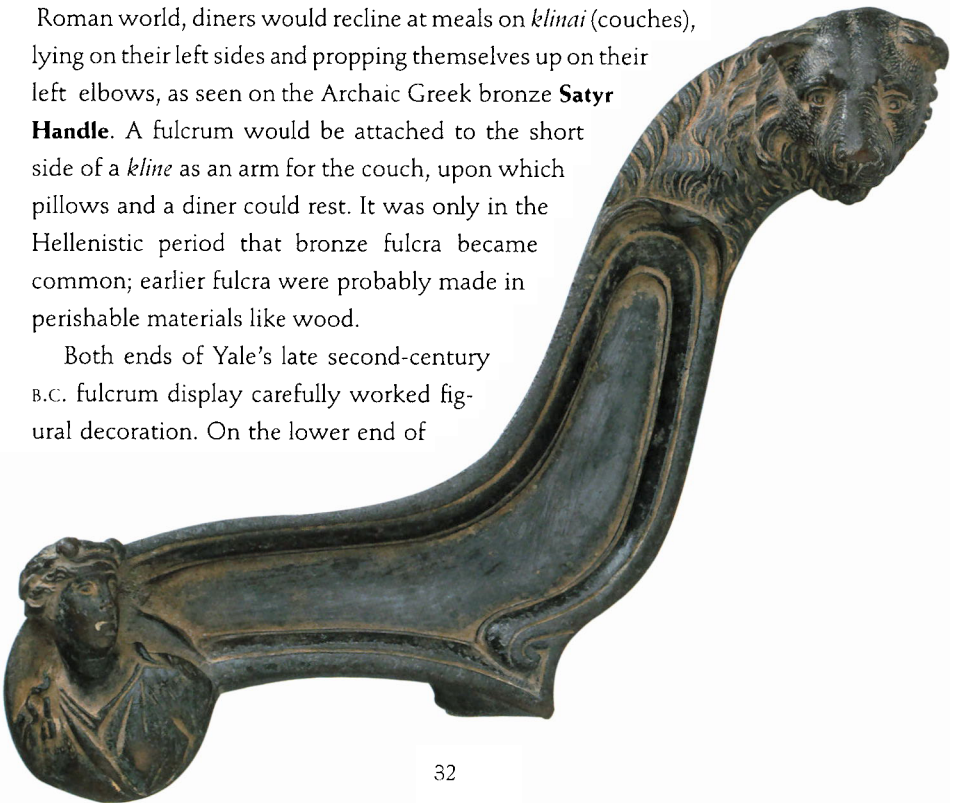 Roman world, diners would recline at meals on klinai (couches),
lying on their left sides and propping themselves up on their
left elbows, as seen on the Archaic Greek bronze Satyr
Handle. A fulcrum would be attached to the short
side of a kline as an arm for the couch, upon which
pillows and a diner could rest. It was only in the
Hellenistic period that bronze fulcra became
common; earlier fulcra were probably made in
perishable materials like wood.
Both ends of Yale's late second-century
B.C. fulcrum display carefully worked fig-
ural decoration. On the lower end of
32